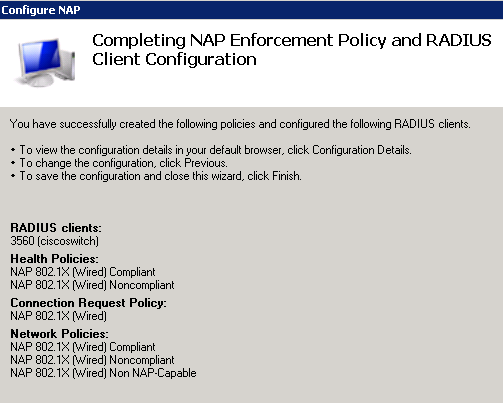 Configure NAP
Completing NAP Enforcement Policy and RADIUS
Client Configuration
You have successfully created the following policies and configured the following RADIUS clients.
• To view the configuration details in your default browser, click Configuration Details.
• To change the configuration, click Previous.
• To save the configuration and close this wizard, click Finish.
RADIUS clients:
3560 (ciscoswitch)
Health Policies:
NAP 802.1X (Wired) Compliant
NAP 802.1X (Wired) Noncompliant
Connection Request Policy:
NAP 802.1X (Wired)
Network Policies:
NAP 802.1X (Wired) Compliant
NAP 802.1X (Wired) Noncompliant
NAP 802.1X (Wired) Non NAP-Capable